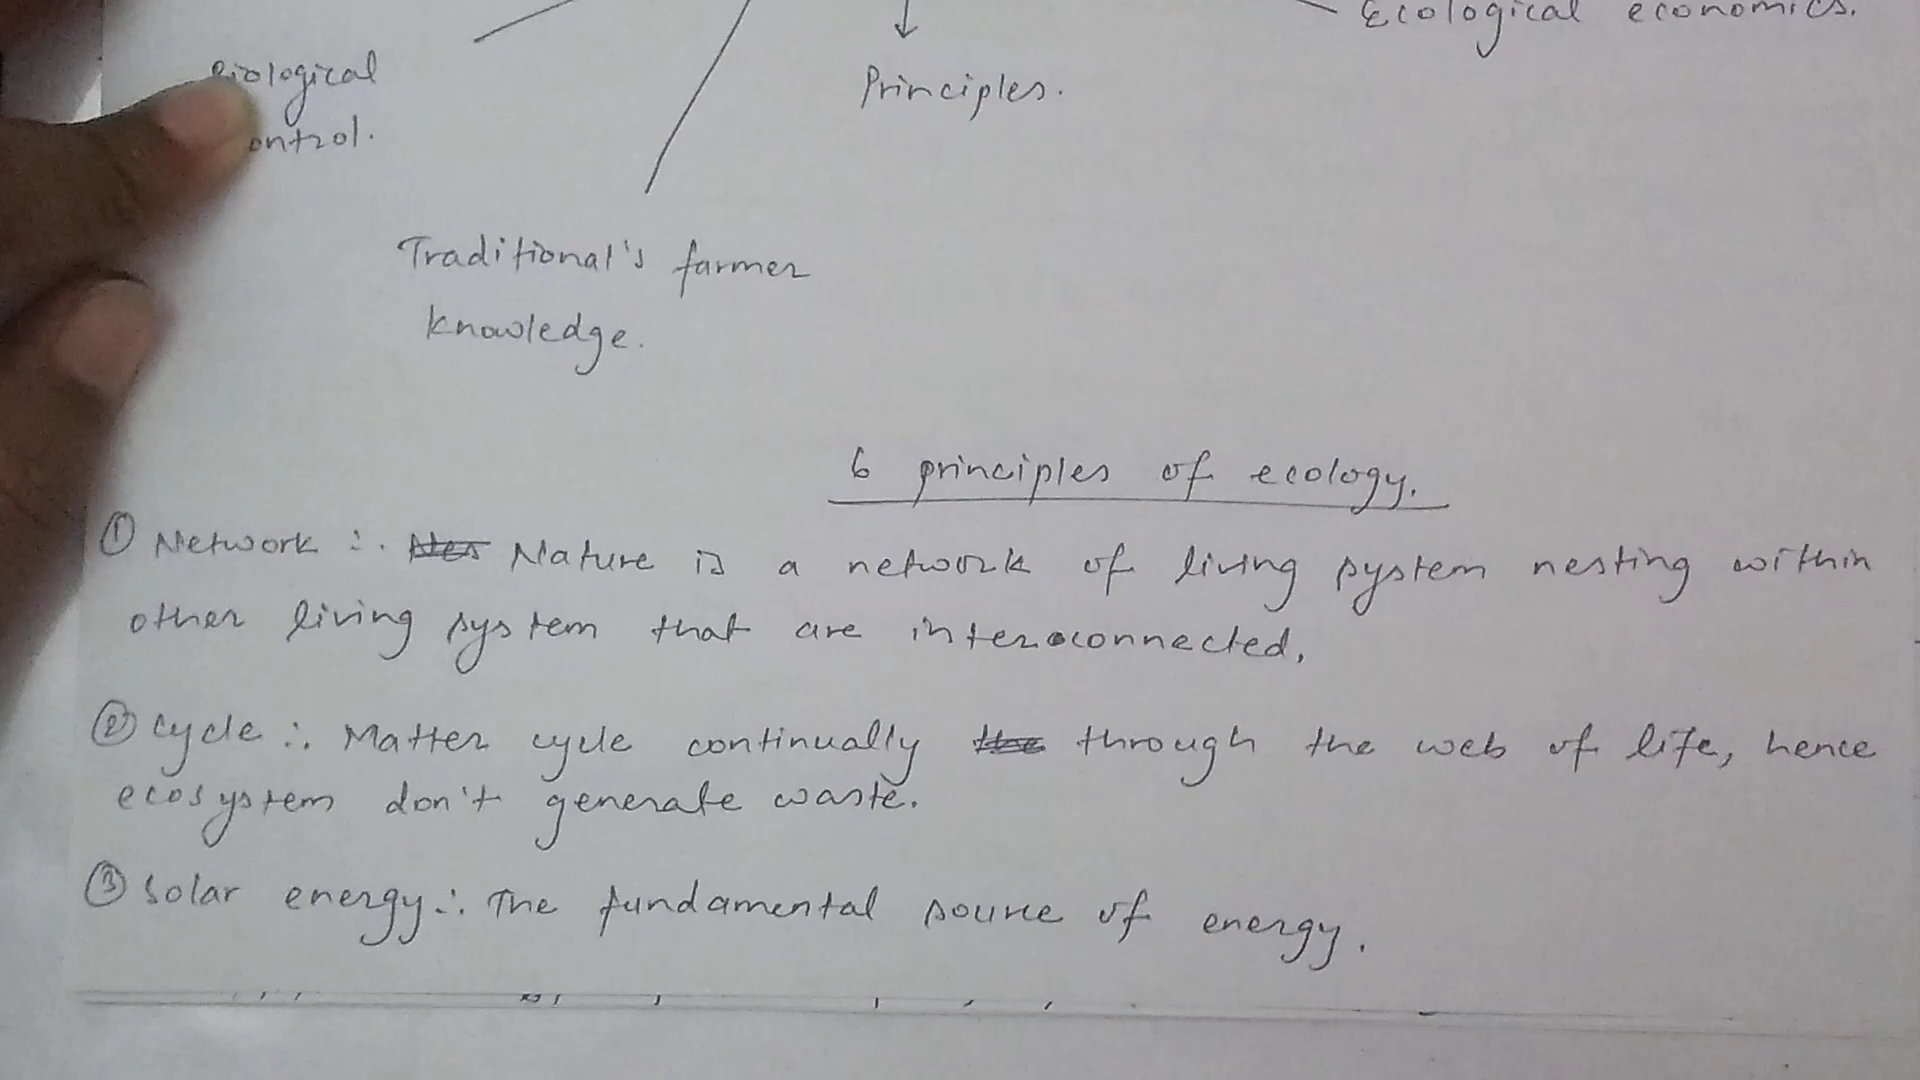 Ecological economics.
Biological
Principles.
ontrol.
Traditional's farmer
knowledge.
6 principles of ecology.
① Network :. Nature is a network of living system nesting within
other living system that are interconnected.
② Cycle :. Matter cycle continually through the web of life, hence
ecosystem don't generate waste.
③ Solar energy :. The fundamental source of energy.